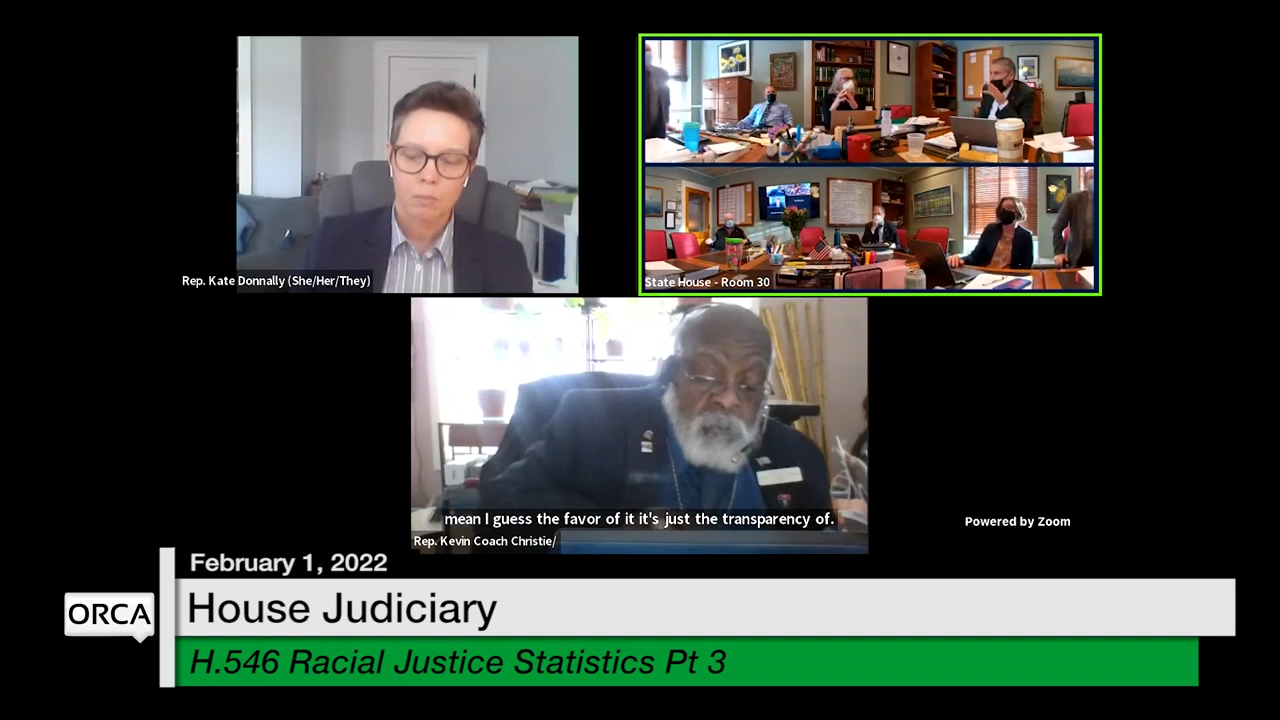 Rep. Kate Donnally (She/Her/They)
State House - Room 30
mean I guess the favor of it it's just the transparency of.
Rep. Kevin Coach Christie/
Powered by Zoom
February 1, 2022
ORCA
House Judiciary
H.546 Racial Justice Statistics Pt 3